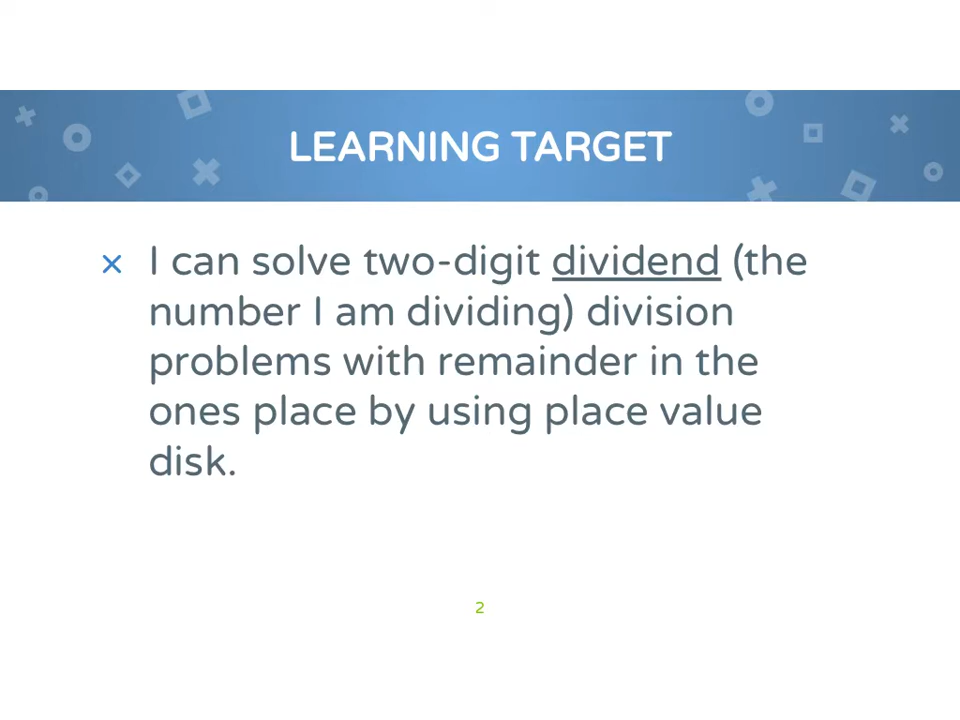 LEARNING TARGET
× I can solve two-digit dividend (the
number I am dividing) division
problems with remainder in the
ones place by using place value
disk.
2